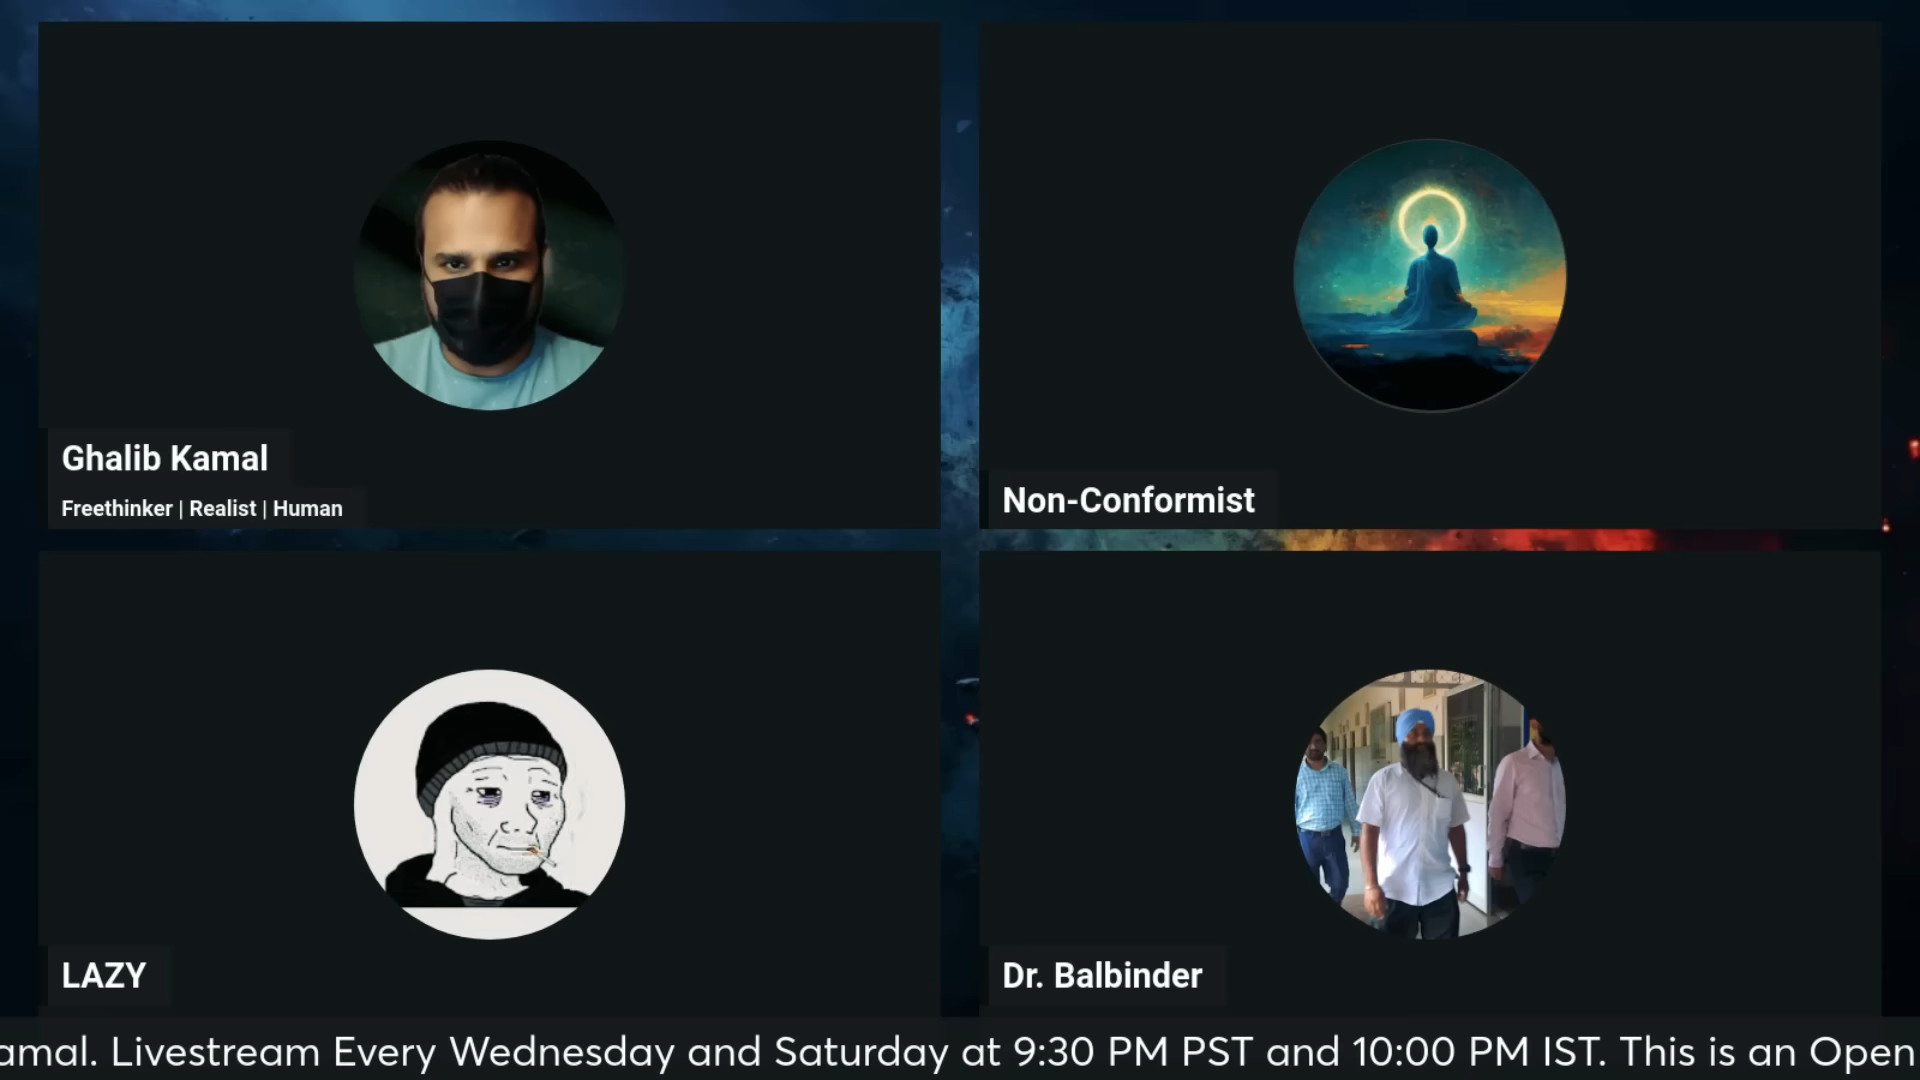 Ghalib Kamal
Freethinker | Realist | Human
Non-Conformist
LAZY
Dr. Balbinder
amal. Livestream Every Wednesday and Saturday at 9:30 PM PST and 10:00 PM IST. This is an Open